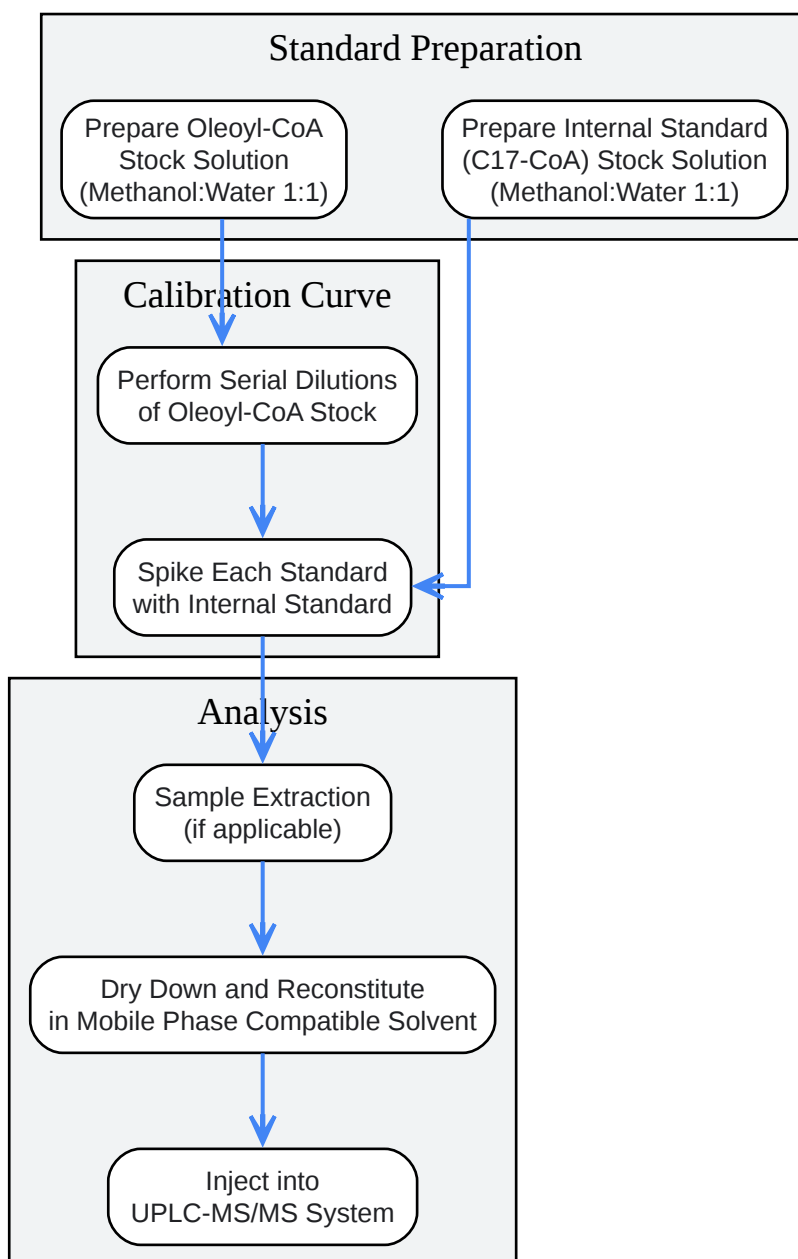 Standard Preparation
Prepare Oleoyl-CoA
Stock Solution
(Methanol:Water 1:1)
Prepare Internal Standard
(C17-CoA) Stock Solution
(Methanol:Water 1:1)
Calibration Curve
Perform Serial Dilutions
of Oleoyl-CoA Stock
Spike Each Standard
with Internal Standard
Analysis
Sample Extraction
(if applicable)
Dry Down and Reconstitute
in Mobile Phase Compatible Solvent
Inject into
UPLC-MS/MS System